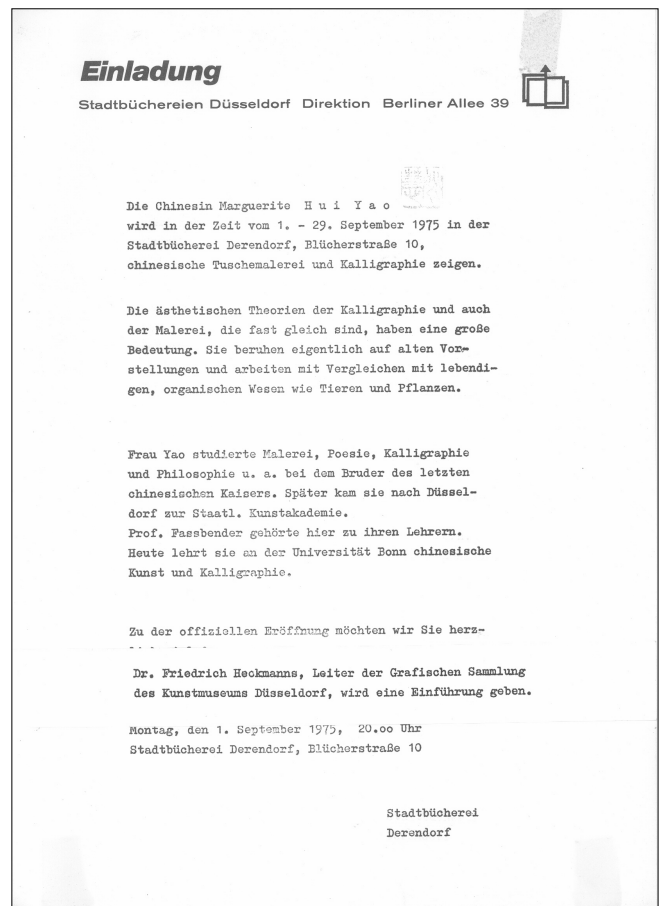 Einladung
Stadtbüchereien Düsseldorf Direktion Berliner Allee 39
Die Chinesin Marguerite H u i Y a o
wird in der Zeit vom 1. - 29. September 1975 in der
Stadtbücherei Derendorf, Blücherstraße 10,
chinesische Tuschemalerei und Kalligraphie zeigen.
Die ästhetischen Theorien der Kalligraphie und auch
der Malerei, die fast gleich sind, haben eine große
Bedeutung. Sie beruhen eigentlich auf alten Vor-
stellungen und arbeiten mit Vergleichen mit lebendi-
gen, organischen Wesen wie Tieren und Pflanzen.
Frau Yao studierte Malerei, Poesie, Kalligraphie
und Philosophie u. a. bei dem Bruder des letzten
chinesischen Kaisers. Später kam sie nach Düssel-
dorf zur Staatl. Kunstakademie.
Prof. Fassbender gehörte hier zu ihren Lehrern.
Heute lehrt sie an der Universität Bonn chinesische
Kunst und Kalligraphie.
Zu der offiziellen Eröffnung möchten wir Sie herz-
Dr. Friedrich Heckmanns, Leiter der Grafischen Sammlung
des Kunstmuseums Düsseldorf, wird eine Einführung geben.
Montag, den 1. September 1975, 20.oo Uhr
Stadtbücherei Derendorf, Blücherstraße 10
Stadtbücherei
Derendorf